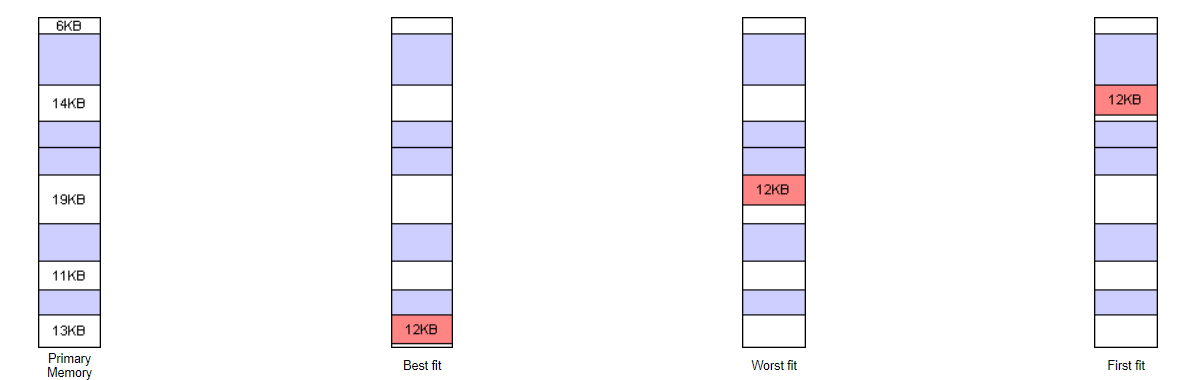 6KB
14KB
19KB
11KB
13KB
Primary
Memory
12KB
Best fit
12KB
Worst fit
12KB
First fit